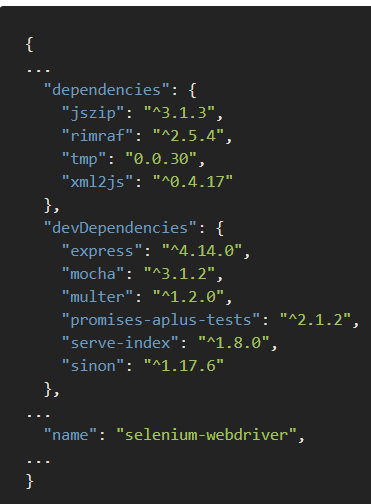 {
...
"dependencies": {
"jszip": "^3.1.3",
"rimraf": "^2.5.4",
"tmp": "0.0.30",
"xml2js": "^0.4.17"
},
"devDependencies": {
"express": "^4.14.0",
"mocha": "^3.1.2",
"multer": "^1.2.0",
"promises-aplus-tests": "^2.1.2",
"serve-index": "^1.8.0",
"sinon": "^1.17.6"
},
...
"name": "selenium-webdriver",
...
}